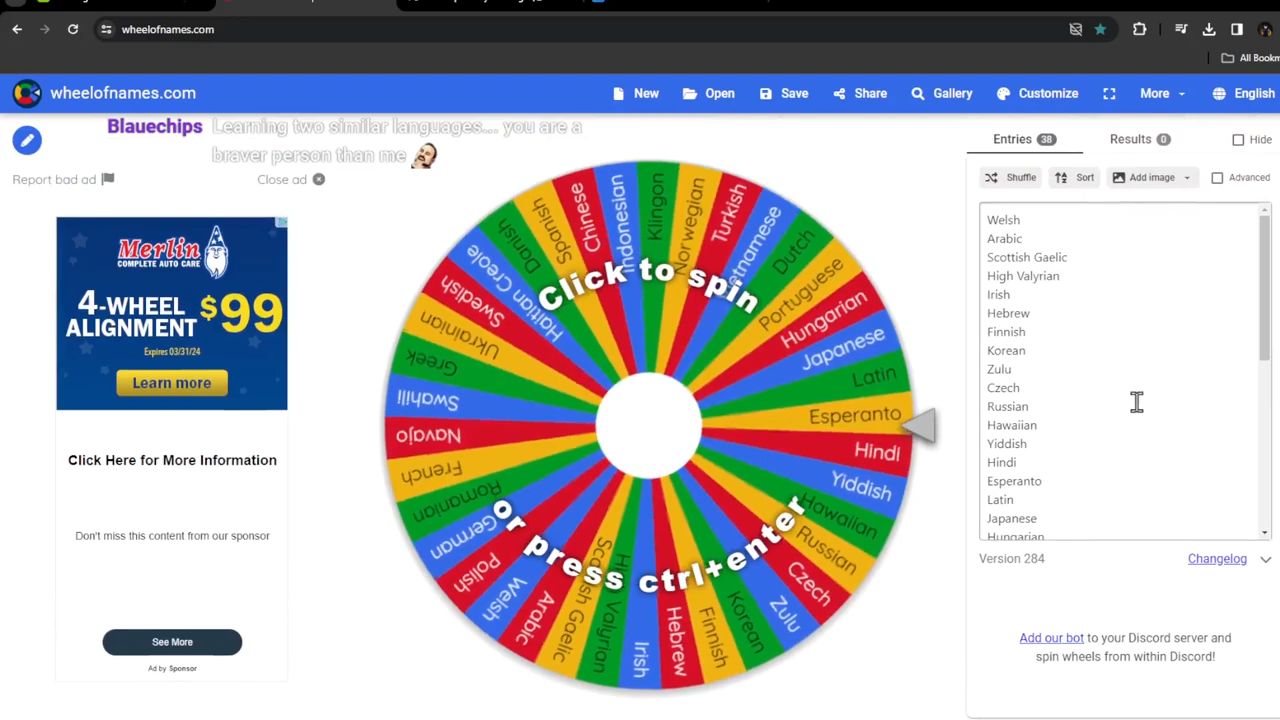 wheelofnames.com
All Bookm
wheelofnames.com
New
Open
Save
Share
Gallery
Customize
More
English
Blauechips Learning two similar languages.... you are a
braver person than me
Report bad ad
Close ad
Merlin
COMPLETE AUTO CARE
4-WHEEL
ALIGNMENT
$99
Expires 03/31/24
Learn more
Click Here for More Information
Don't miss this content from our sponsor
See More
Ad by Sponsor
Click to spin
or press ctrl+enter
Klingon
Norwegian
Turkish
etnamese
Dutch
Portuguese
Hungarian
Japanese
Latin
Esperanto
Hindi
Yiddish
Hawaiian
Russian
Czech
Zulu
Korean
Finnish
Hebrew
Irish
Hi Valyrian
Sco ish Gaelic
Arabic
Welsh
Polish
German
Romanian
French
Navajo
Swahili
Greek
Ukrainian
Swedish
Haitian Creole
Danish
Spanish
Chinese
Indonesian
Entries 38
Results 0
Hide
Shuffle
Sort
Add image
Advanced
Welsh
Arabic
Scottish Gaelic
High Valyrian
Irish
Hebrew
Finnish
Korean
Zulu
Czech
Russian
Hawaiian
Yiddish
Hindi
Esperanto
Latin
Japanese
Hungarian
Version 284
Changelog
Add our bot to your Discord server and
spin wheels from within Discord!